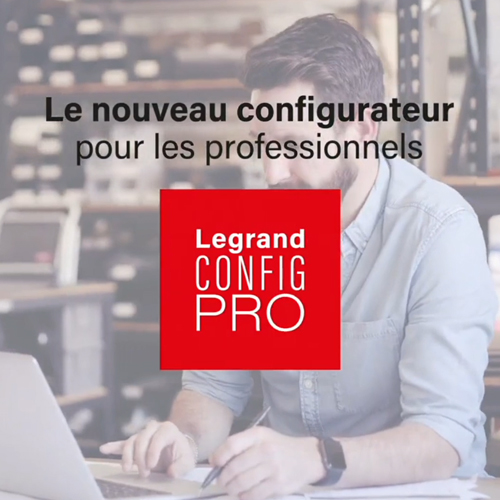 Le nouveau configurateur
pour les professionnels
Legrand
CONFIG
PRO